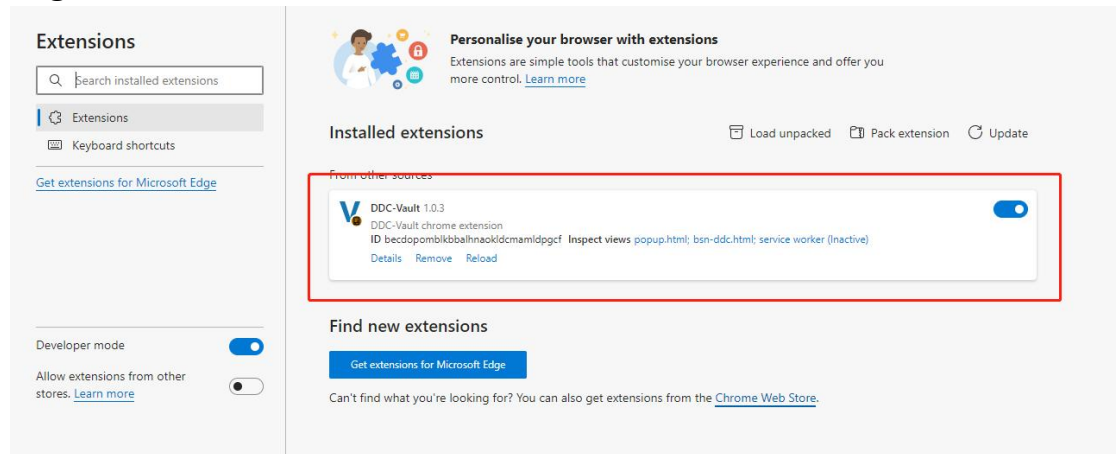 Extensions
Search installed extensions
Extensions
Keyboard shortcuts
Get extensions for Microsoft Edge
Developer mode
Allow extensions from other
stores. Learn more
Personalise your browser with extensions
Extensions are simple tools that customise your browser experience and offer you
more control. Learn more
Installed extensions
Load unpacked
Pack extension
Update
From other sources
DDC-Vault 1.0.3
DDC-Vault chrome extension
ID becdopomblkbbalhnaokldcmamldpgcf Inspect views popup.html; bsn-ddc.html; service worker (Inactive)
Details Remove Reload
Find new extensions
Get extensions for Microsoft Edge
Can't find what you're looking for? You can also get extensions from the Chrome Web Store.